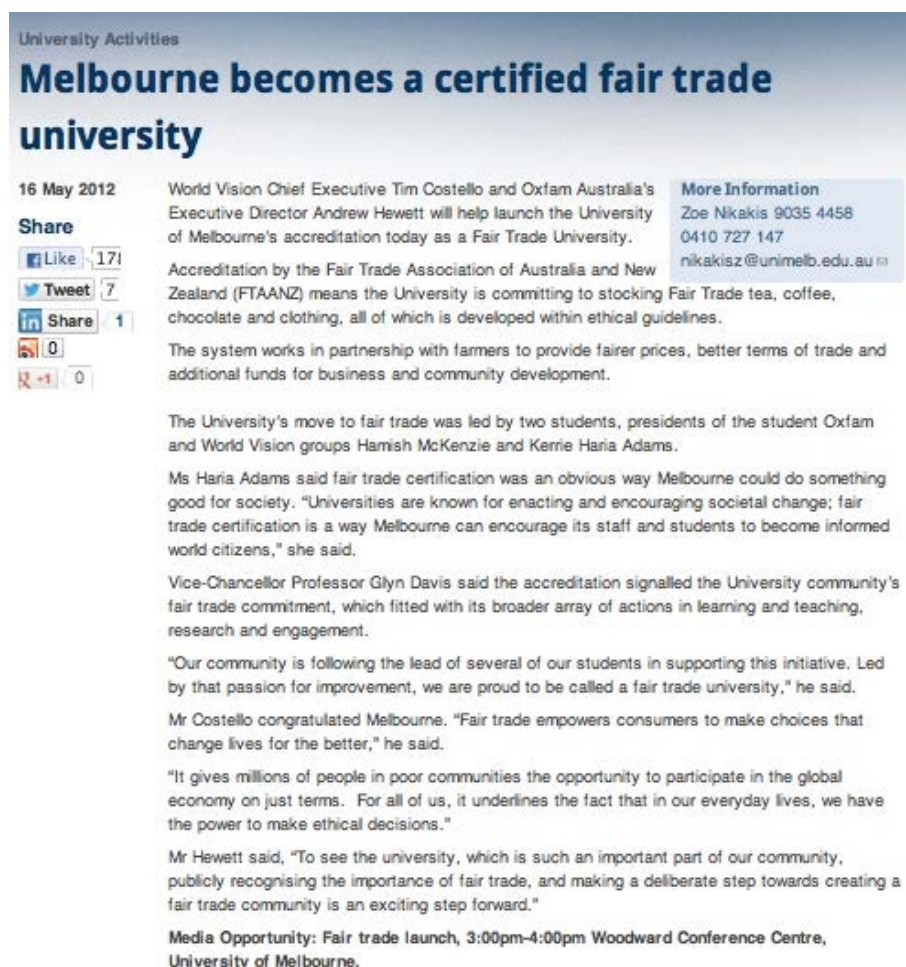 University Activities
Melbourne becomes a certified fair trade
university
16 May 2012
Share
Like 178
Tweet 7
in Share 1
0
+1 0
World Vision Chief Executive Tim Costello and Oxfam Australia's
Executive Director Andrew Hewett will help launch the University
of Melbourne's accreditation today as a Fair Trade University.
More Information
Zoe Nikakis 9035 4458
0410 727 147
nikakisz@unimelb.edu.au
Accreditation by the Fair Trade Association of Australia and New
Zealand (FTAANZ) means the University is committing to stocking Fair Trade tea, coffee,
chocolate and clothing, all of which is developed within ethical guidelines.
The system works in partnership with farmers to provide fairer prices, better terms of trade and
additional funds for business and community development.
The University's move to fair trade was led by two students, presidents of the student Oxfam
and World Vision groups Hamish McKenzie and Kerrie Haria Adams.
Ms Haria Adams said fair trade certification was an obvious way Melbourne could do something
good for society. "Universities are known for enacting and encouraging societal change; fair
trade certification is a way Melbourne can encourage its staff and students to become informed
world citizens," she said.
Vice-Chancellor Professor Glyn Davis said the accreditation signalled the University community's
fair trade commitment, which fitted with its broader array of actions in learning and teaching,
research and engagement.
"Our community is following the lead of several of our students in supporting this initiative. Led
by that passion for improvement, we are proud to be called a fair trade university," he said.
Mr Costello congratulated Melbourne. "Fair trade empowers consumers to make choices that
change lives for the better," he said.
"It gives millions of people in poor communities the opportunity to participate in the global
economy on just terms.  For all of us, it underlines the fact that in our everyday lives, we have
the power to make ethical decisions."
Mr Hewett said, "To see the university, which is such an important part of our community,
publicly recognising the importance of fair trade, and making a deliberate step towards creating a
fair trade community is an exciting step forward."
Media Opportunity: Fair trade launch, 3:00pm-4:00pm Woodward Conference Centre,
University of Melbourne.